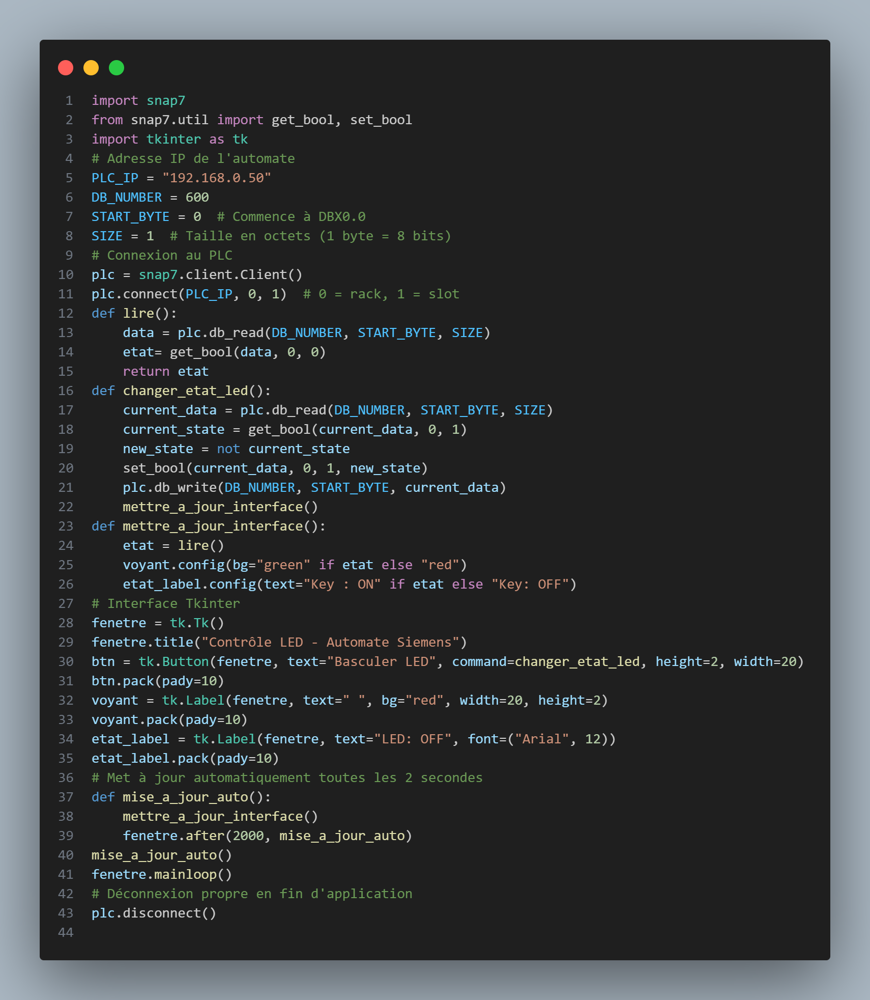 1 import snap7
2 from snap7.util import get_bool, set_bool
3 import tkinter as tk
4 # Adresse IP de l'automate
5 PLC_IP = "192.168.0.50"
6 DB_NUMBER = 600
7 START_BYTE = 0  # Commence à DBX0.0
8 SIZE = 1  # Taille en octets (1 byte = 8 bits)
9 # Connexion au PLC
10 plc = snap7.client.Client()
11 plc.connect(PLC_IP, 0, 1)  # 0 = rack, 1 = slot
12 def lire():
13     data = plc.db_read(DB_NUMBER, START_BYTE, SIZE)
14     etat= get_bool(data, 0, 0)
15     return etat
16 def changer_etat_led():
17     current_data = plc.db_read(DB_NUMBER, START_BYTE, SIZE)
18     current_state = get_bool(current_data, 0, 1)
19     new_state = not current_state
20     set_bool(current_data, 0, 1, new_state)
21     plc.db_write(DB_NUMBER, START_BYTE, current_data)
22     mettre_a_jour_interface()
23 def mettre_a_jour_interface():
24     etat = lire()
25     voyant.config(bg="green" if etat else "red")
26     etat_label.config(text="Key : ON" if etat else "Key: OFF")
27 # Interface Tkinter
28 fenetre = tk.Tk()
29 fenetre.title("Contrôle LED - Automate Siemens")
30 btn = tk.Button(fenetre, text="Basculer LED", command=changer_etat_led, height=2, width=20)
31 btn.pack(pady=10)
32 voyant = tk.Label(fenetre, text=" ", bg="red", width=20, height=2)
33 voyant.pack(pady=10)
34 etat_label = tk.Label(fenetre, text="LED: OFF", font=("Arial", 12))
35 etat_label.pack(pady=10)
36 # Met à jour automatiquement toutes les 2 secondes
37 def mise_a_jour_auto():
38     mettre_a_jour_interface()
39     fenetre.after(2000, mise_a_jour_auto)
40 mise_a_jour_auto()
41 fenetre.mainloop()
42 # Déconnexion propre en fin d'application
43 plc.disconnect()
44